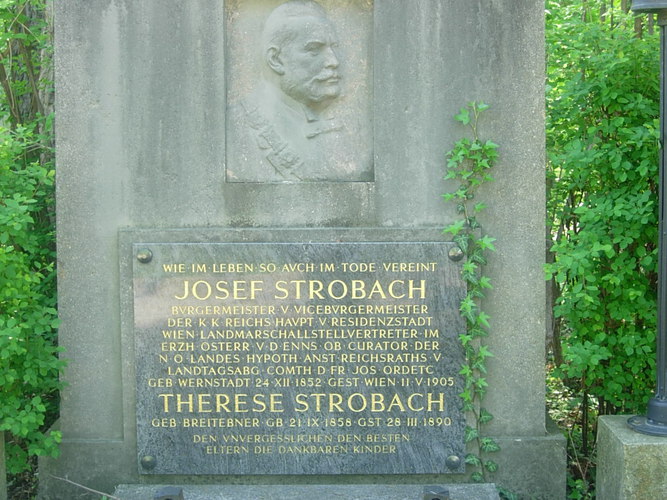 WIE·IM·LEBEN·SO·AVCH·IM·TODE·VEREINT
JOSEF STROBACH
BVRGERMEISTER·V·VICEBVRGERMEISTER
DER·K·K·REICHS·HAVPT·V·RESIDENZSTADT
WIEN·LANDMARSCHALLSTELLVERTRETER·IM
ERZH·ÖSTERR·V·D·ENNS·OB·CURATOR·DER
N·Ö·LANDES·HYPOTH·ANST·REICHSRATHS·V
LANDTAGSABG·COMTH·D·FR·JOS·ORDETC
GEB·WERNSTADT·24·XII·1852·GEST·WIEN·11·V·1905
THERESE STROBACH
GEB·BREITEBNER·GB·21·IX·1858·GST·28·III·1890
DEN·VNVERGESSLICHEN·DEN·BESTEN
ELTERN·DIE·DANKBAREN·KINDER